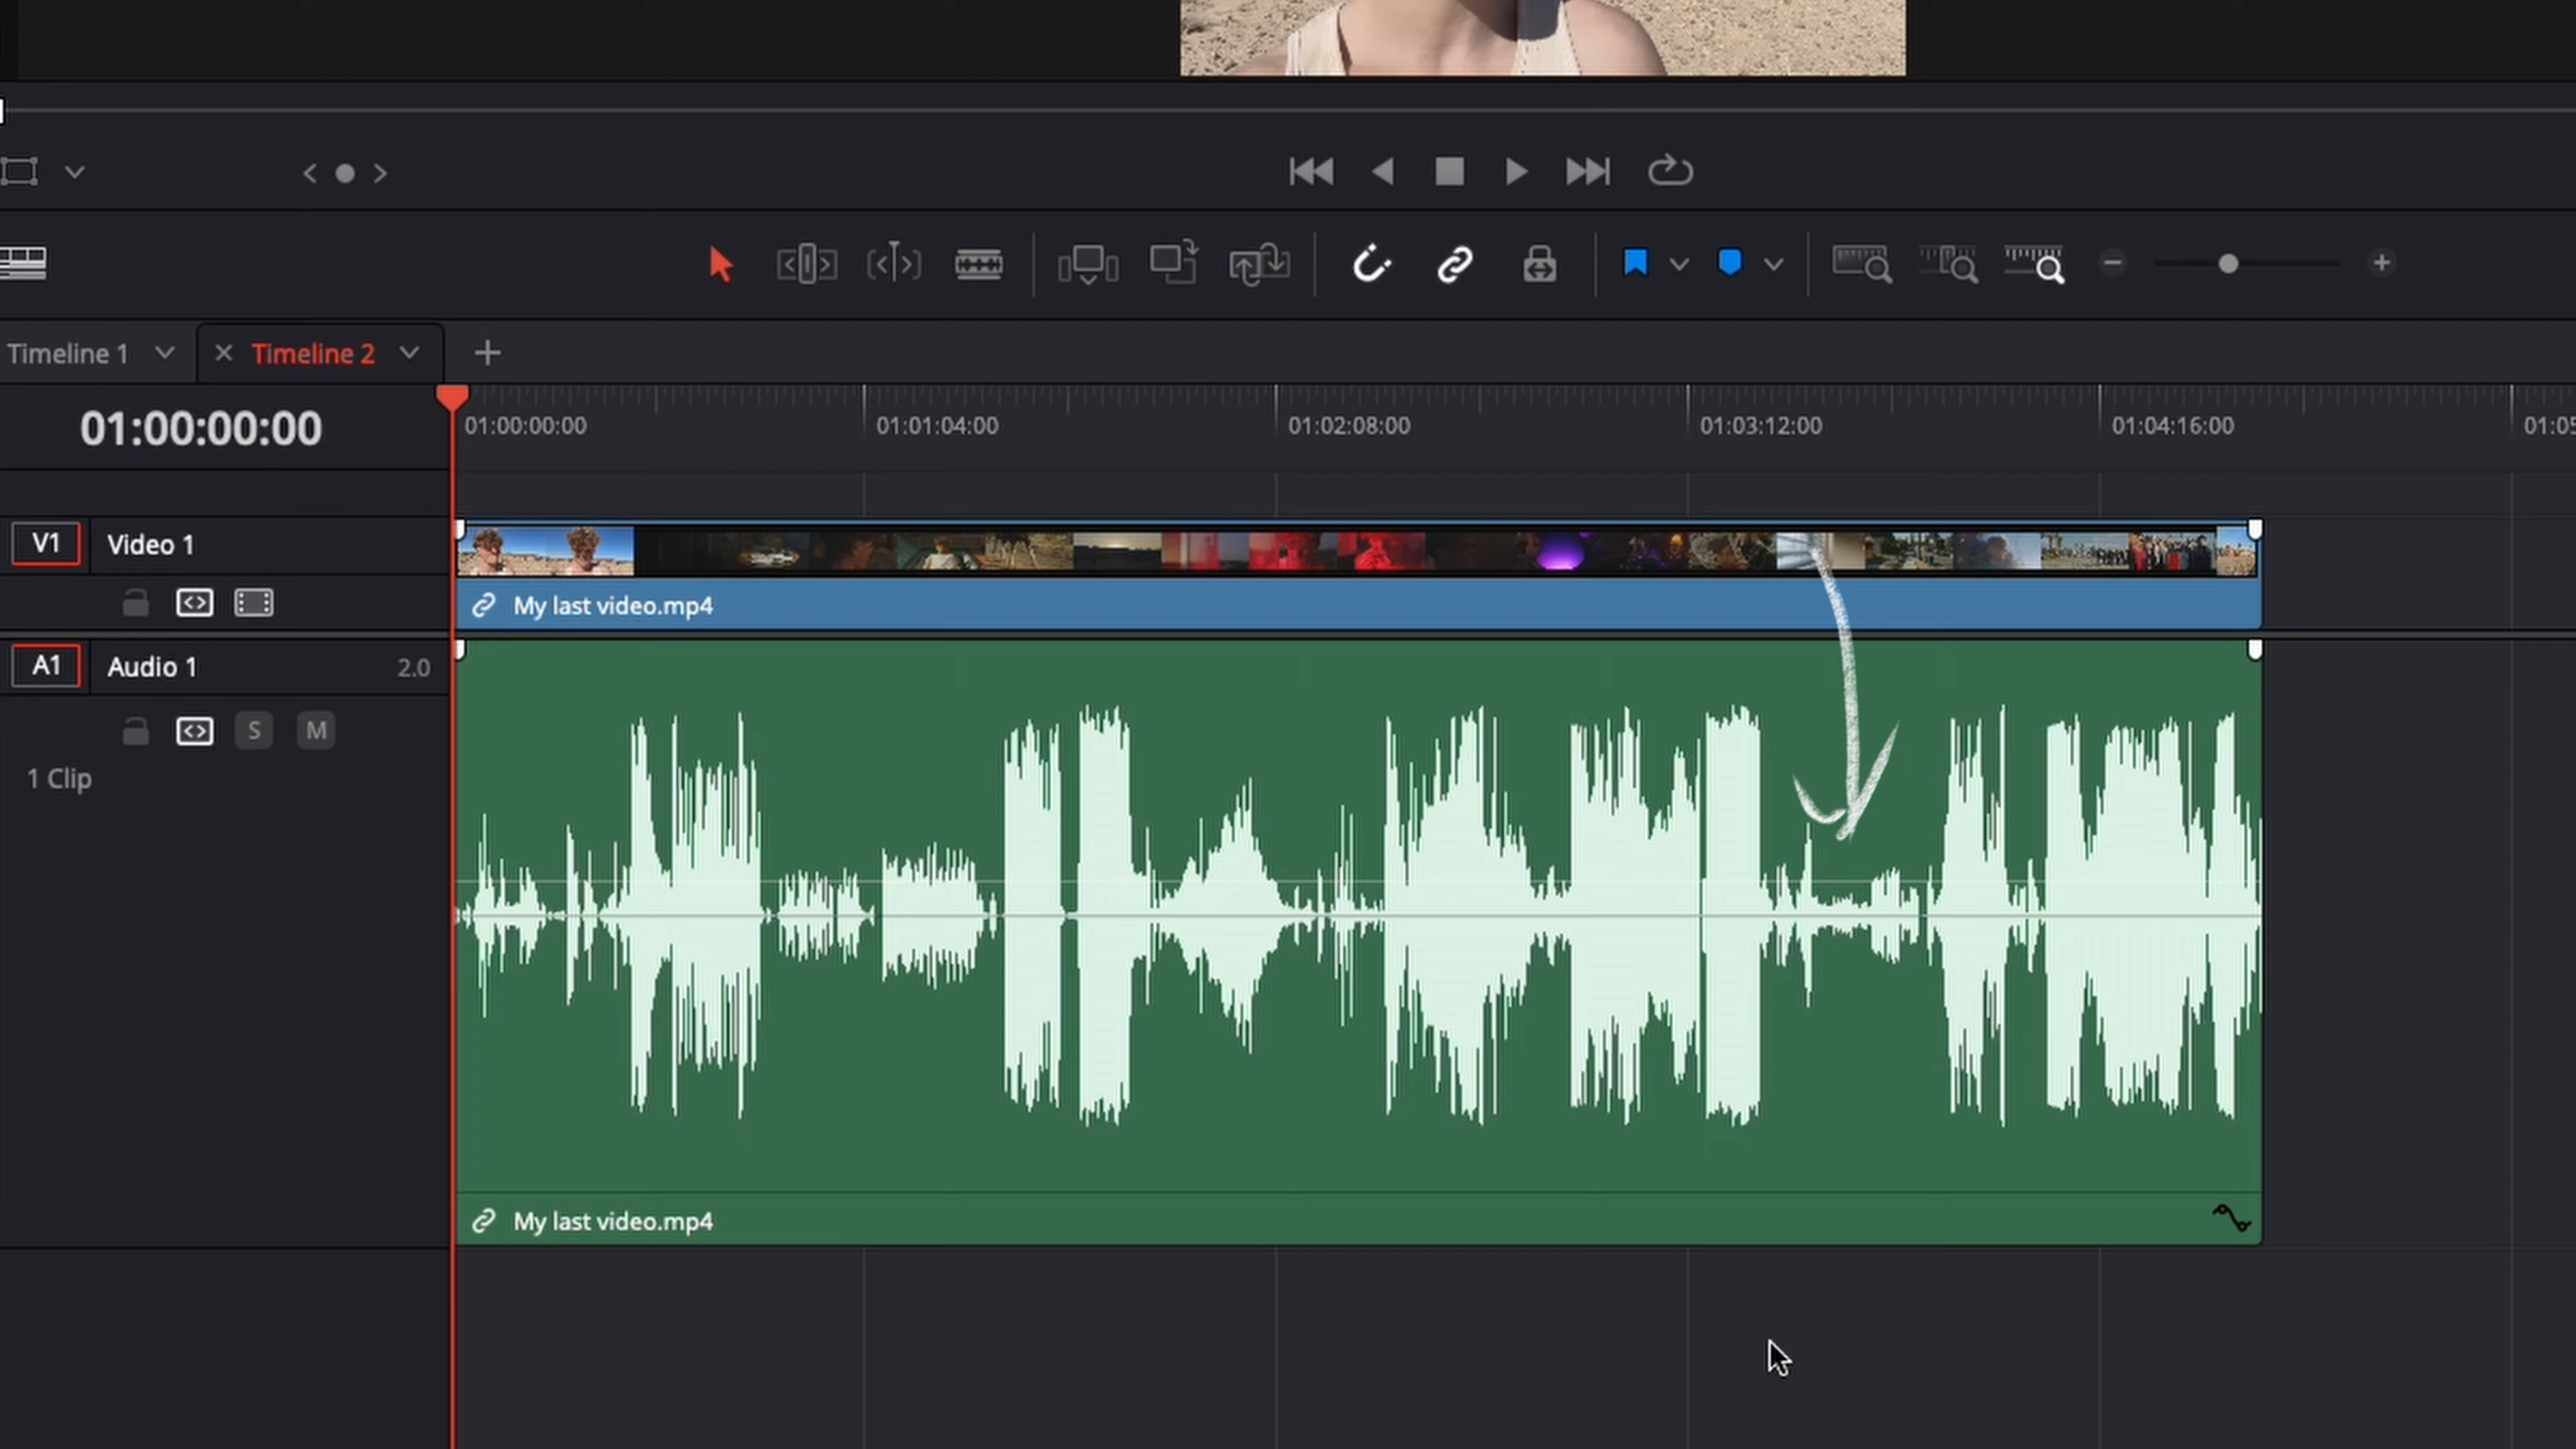 Timeline 1
Timeline 2
01:00:00:00
01:00:00:00
01:01:04:00
01:02:08:00
01:03:12:00
01:04:16:00
01:05
V1
Video 1
My last video.mp4
A1
Audio 1
2.0
S
M
1 Clip
My last video.mp4